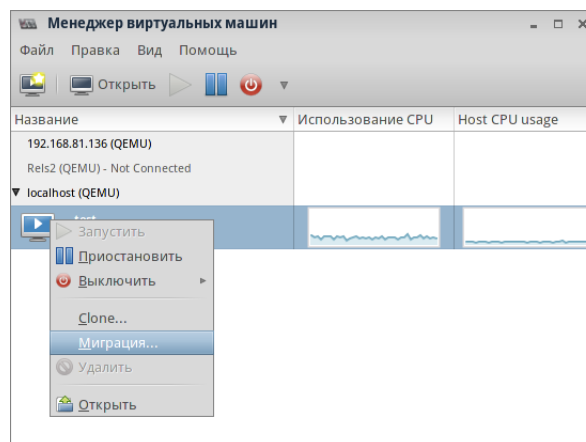 Менеджер виртуальных машин
Файл Правка Вид Помощь
Открыть
Название Использование CPU Host CPU usage
192.168.81.136 (QEMU)
Rels2 (QEMU) - Not Connected
localhost (QEMU)
test
Запустить
Приостановить
Выключить
Clone...
Миграция...
Удалить
Открыть